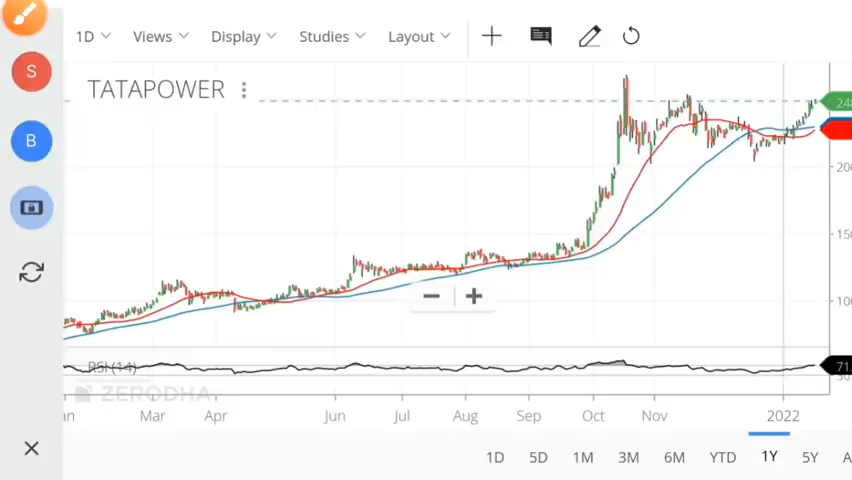 1D Views Display Studies Layout
S
TATAPOWER
B
200
150
100
RSI (14)
71.
ZERODHA
Mar Apr Jun Jul Aug Sep Oct Nov 2022
1D 5D 1M 3M 6M YTD 1Y 5Y